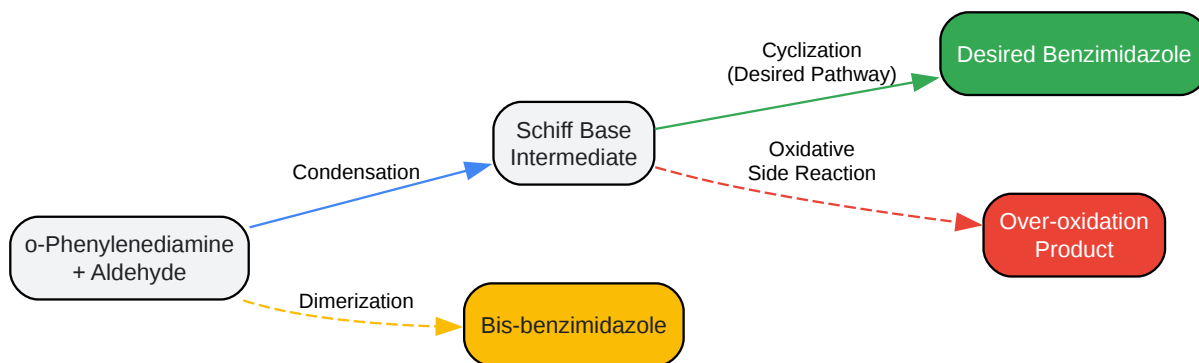 o-Phenylenediamine
+ Aldehyde
Condensation
Dimerization
Schiff Base
Intermediate
Bis-benzimidazole
Cyclization
(Desired Pathway)
Oxidative
Side Reaction
Desired Benzimidazole
Over-oxidation
Product